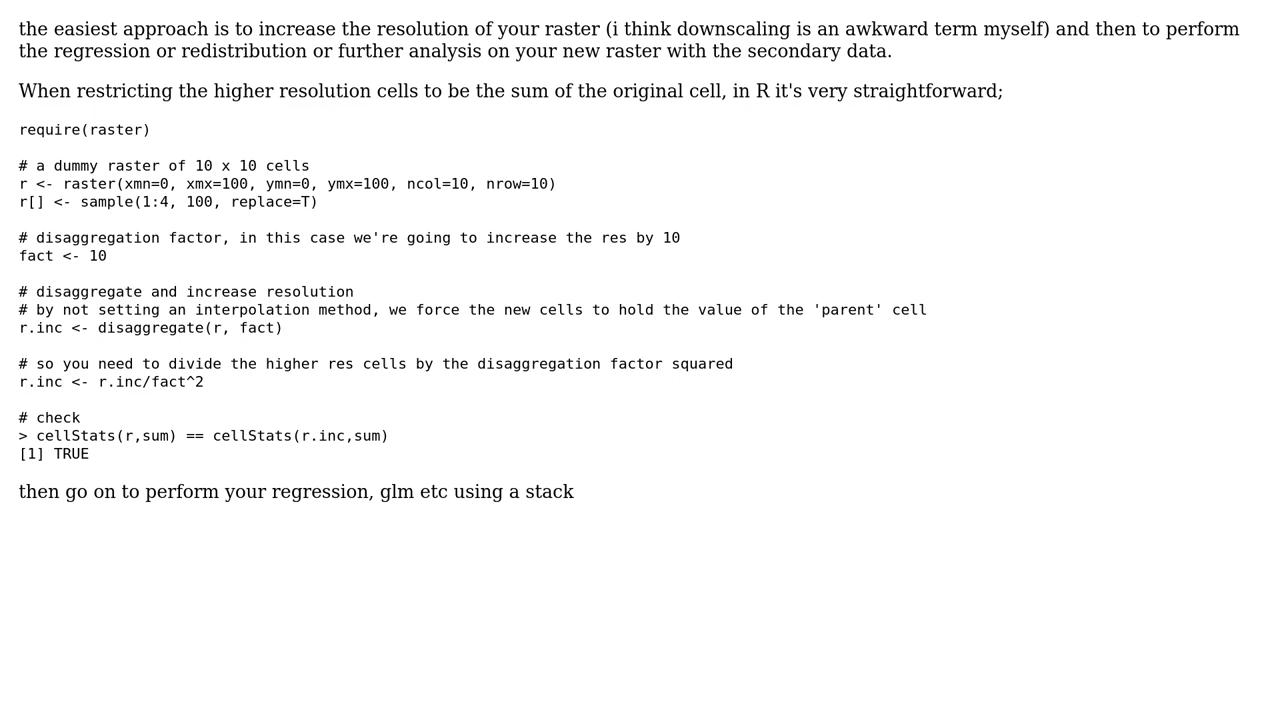 the easiest approach is to increase the resolution of your raster (i think downscaling is an awkward term myself) and then to perform
the regression or redistribution or further analysis on your new raster with the secondary data.
When restricting the higher resolution cells to be the sum of the original cell, in R it's very straightforward;
require(raster)
# a dummy raster of 10 x 10 cells
r <- raster(xmn=0, xmx=100, ymn=0, ymx=100, ncol=10, nrow=10)
r[] <- sample(1:4, 100, replace=T)
# disaggregation factor, in this case we're going to increase the res by 10
fact <- 10
# disaggregate and increase resolution
# by not setting an interpolation method, we force the new cells to hold the value of the 'parent' cell
r.inc <- disaggregate(r, fact)
# so you need to divide the higher res cells by the disaggregation factor squared
r.inc <- r.inc/fact^2
# check
> cellStats(r,sum) == cellStats(r.inc,sum)
[1] TRUE
then go on to perform your regression, glm etc using a stack